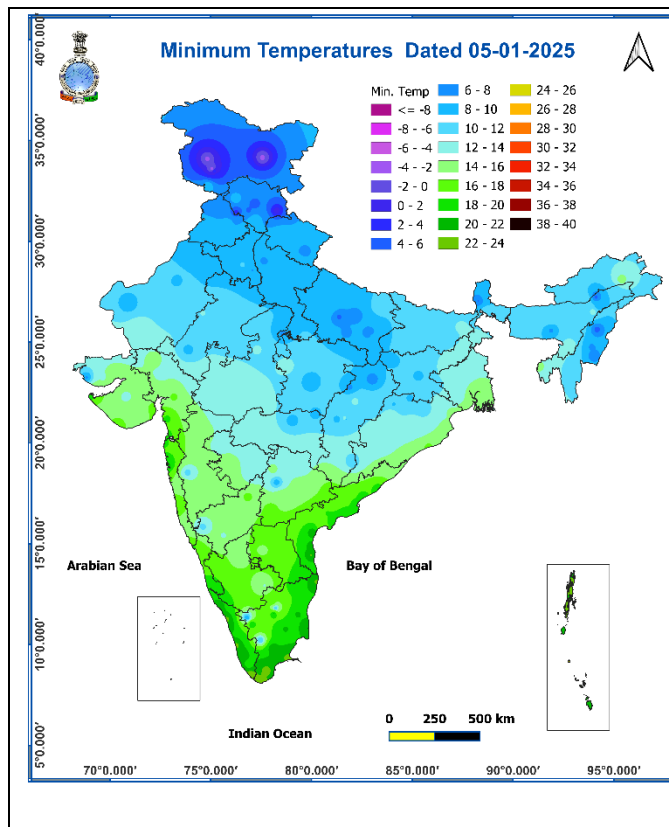 Minimum Temperatures Dated 05-01-2025
Min. Temp
<= -8
-8 - -6
-6 - -4
-4 - -2
-2 - 0
0 - 2
2 - 4
4 - 6
6 - 8
8 - 10
10 - 12
12 - 14
14 - 16
16 - 18
18 - 20
20 - 22
22 - 24
24 - 26
26 - 28
28 - 30
30 - 32
32 - 34
34 - 36
36 - 38
38 - 40
40°0.000'
35°0.000'
30°0.000'
25°0.000'
20°0.000'
15°0.000'
10°0.000'
5°0.000'
Arabian Sea
Bay of Bengal
Indian Ocean
0 250 500 km
70°0.000' 75°0.000' 80°0.000' 85°0.000' 90°0.000' 95°0.000'